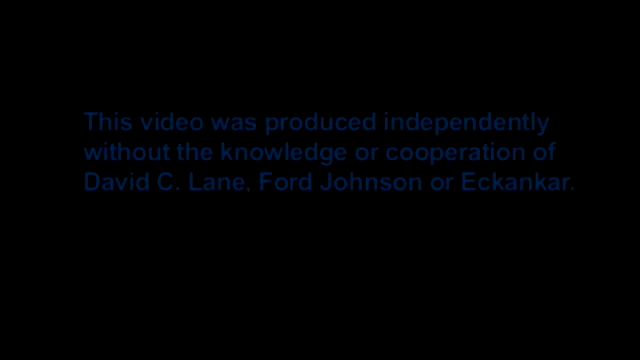 This video was produced independently
without the knowledge or cooperation of
David C. Lane, Ford Johnson or Eckankar.